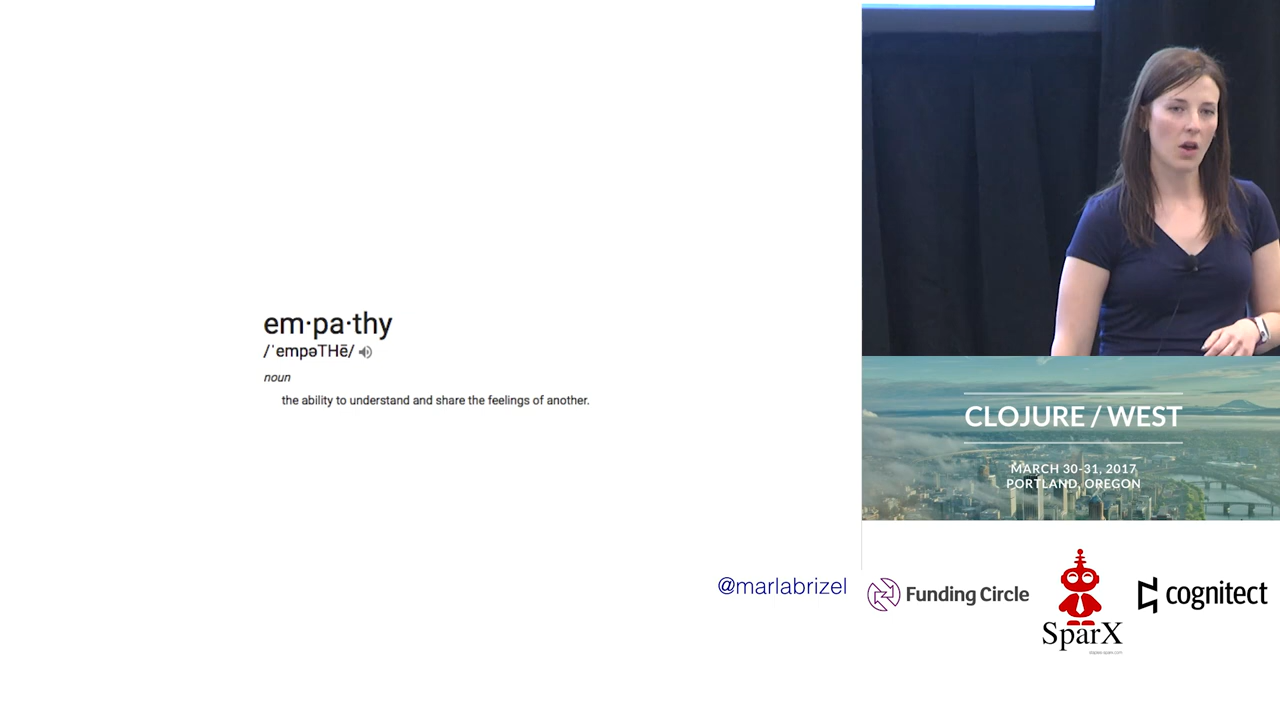 em·pa·thy
/ˈempəTHē/
noun
the ability to understand and share the feelings of another.
@marlabrizel
CLOJURE / WEST
MARCH 30-31, 2017
PORTLAND, OREGON
Funding Circle
SparX
cognitect